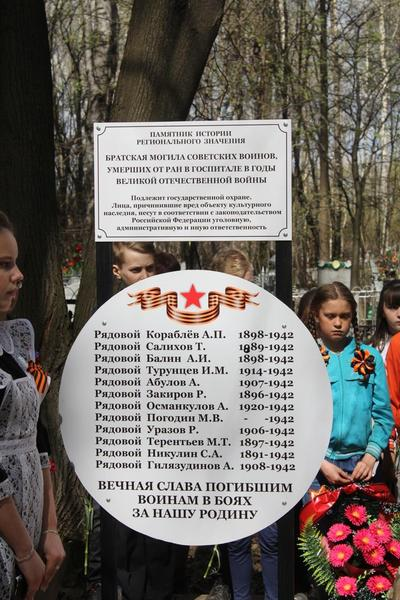 ПАМЯТНИК ИСТОРИИ
РЕГИОНАЛЬНОГО ЗНАЧЕНИЯ
БРАТСКАЯ МОГИЛА СОВЕТСКИХ ВОИНОВ,
УМЕРШИХ ОТ РАН В ГОСПИТАЛЕ В ГОДЫ
ВЕЛИКОЙ ОТЕЧЕСТВЕННОЙ ВОЙНЫ
Подлежит государственной охране.
Лица, причинившие вред объекту культурного
наследия, несут в соответствии с законодательством
Российской Федерации уголовную,
административную и иную ответственность
Рядовой Кораблёв А.П. 1898-1942
Рядовой Салихов Т. 1989-1942
Рядовой Балин А.И. 1898-1942
Рядовой Турунцев И.М. 1914-1942
Рядовой Абулов А. 1907-1942
Рядовой Закиров Р. 1896-1942
Рядовой Османкулов А. 1920-1942
Рядовой Погодин М.В. - -1942
Рядовой Уразов Р. 1906-1942
Рядовой Терентьев М.Т. 1897-1942
Рядовой Никулин С.А. 1891-1942
Рядовой Гилязудинов А. 1908-1942
ВЕЧНАЯ СЛАВА ПОГИБШИМ
ВОИНАМ В БОЯХ
ЗА НАШУ РОДИНУ